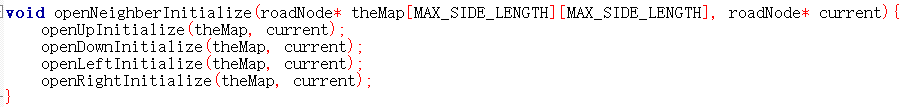 void openNeighberInitialize(roadNode* theMap[MAX_SIDE_LENGTH][MAX_SIDE_LENGTH], roadNode* current){
openUpInitialize(theMap, current);
openDownInitialize(theMap, current);
openLeftInitialize(theMap, current);
openRightInitialize(theMap, current);
}